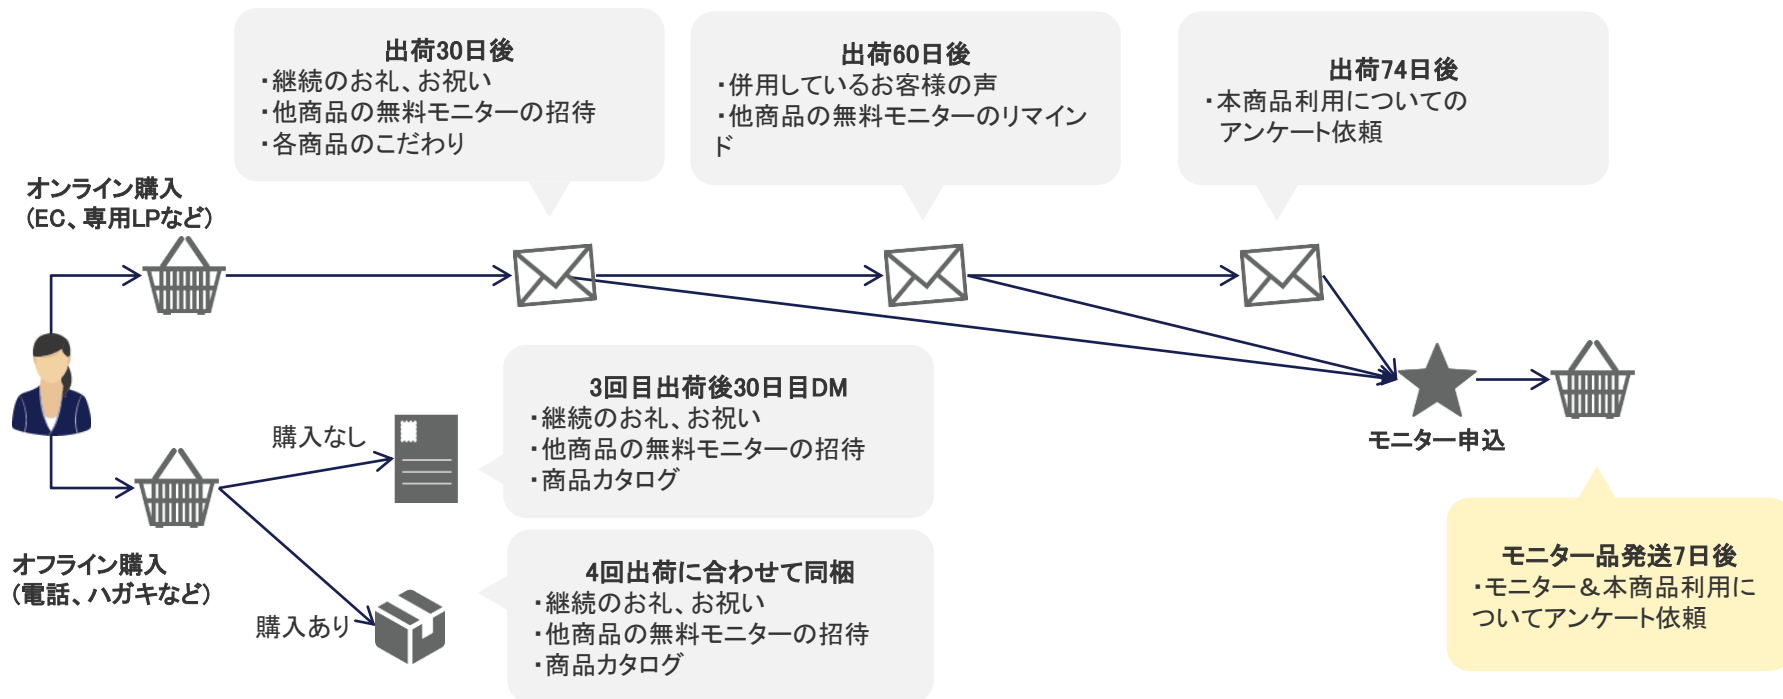 出荷30日後
・継続のお礼、お祝い
・他商品の無料モニターの招待
・各商品のこだわり
出荷60日後
・併用しているお客様の声
・他商品の無料モニターのリマイン
ド
出荷74日後
・本商品利用についての
アンケート依頼
オンライン購入
(EC、専用LPなど)
3回目出荷後30日目DM
・継続のお礼、お祝い
・他商品の無料モニターの招待
・商品カタログ
購入なし
モニター申込
オフライン購入
(電話、ハガキなど)
購入あり
4回出荷に合わせて同梱
・継続のお礼、お祝い
・他商品の無料モニターの招待
・商品カタログ
モニター品発送7日後
・モニター＆本商品利用に
ついてアンケート依頼